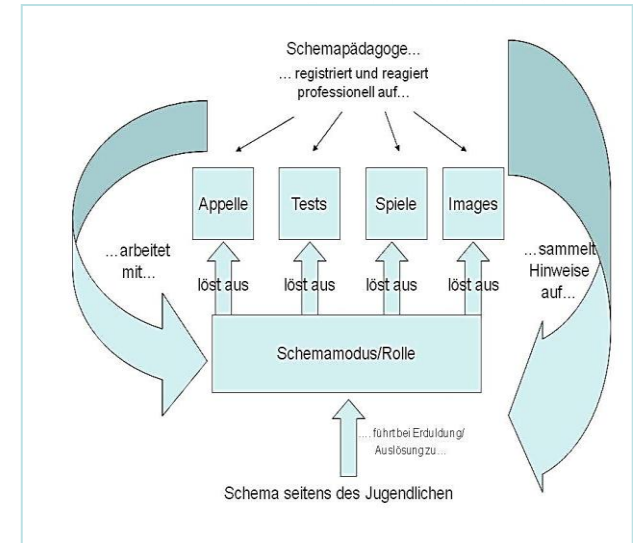 Schemapädagoge...
... registriert und reagiert
professionell auf...
Appelle
Tests
Spiele
Images
...arbeitet
mit...
...sammelt
Hinweise
auf...
löst aus
löst aus
löst aus
löst aus
Schemamodus/Rolle
.... führt bei Erduldung/
Auslösung zu...
Schema seitens des Jugendlichen